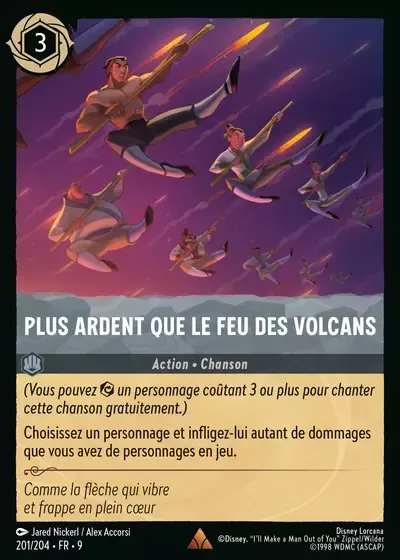 3
PLUS ARDENT QUE LE FEU DES VOLCANS
Action • Chanson
(Vous pouvez un personnage coûtant 3 ou plus pour chanter
cette chanson gratuitement.)
Choisissez un personnage et infligez-lui autant de dommages
que vous avez de personnages en jeu.
Comme la flèche qui vibre
et frappe en plein cœur
Jared Nickerl / Alex Accorsi
201/204 • FR • 9
Disney Lorcana
©Disney. "I'll Make a Man Out of You" Zippel/Wilder
©1998 WDMC (ASCAP)